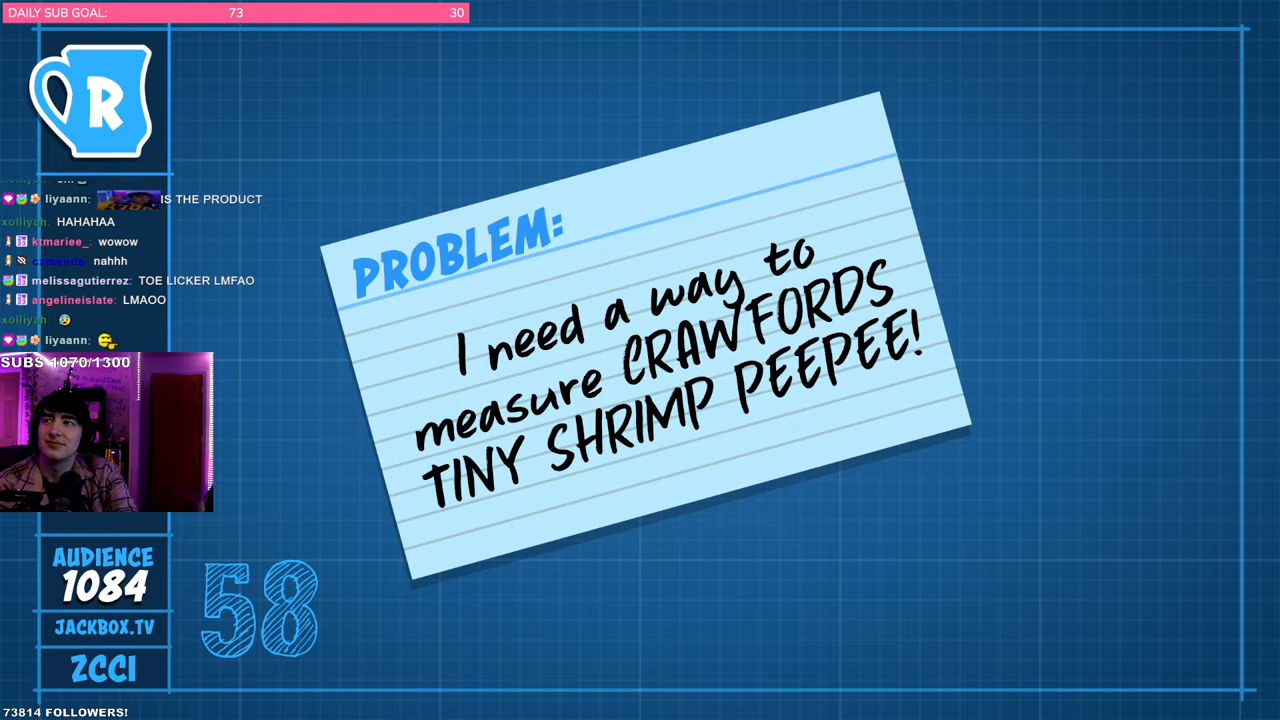 DAILY SUB GOAL: 73 30
R
liyaann: IS THE PRODUCT
xolliyah: HAHAHAA
ktmariee_: wowow
cxmanda: nahhh
melissagutierrez: TOE LICKER LMFAO
angelineislate: LMAOO
xolliyah:
liyaann:
SUBS 1070/1300
PROBLEM:
I need a way to
measure CRAWFORDS
TINY SHRIMP PEEPEE!
AUDIENCE
1084
JACKBOX.TV
ZCCI
58
73814 FOLLOWERS!